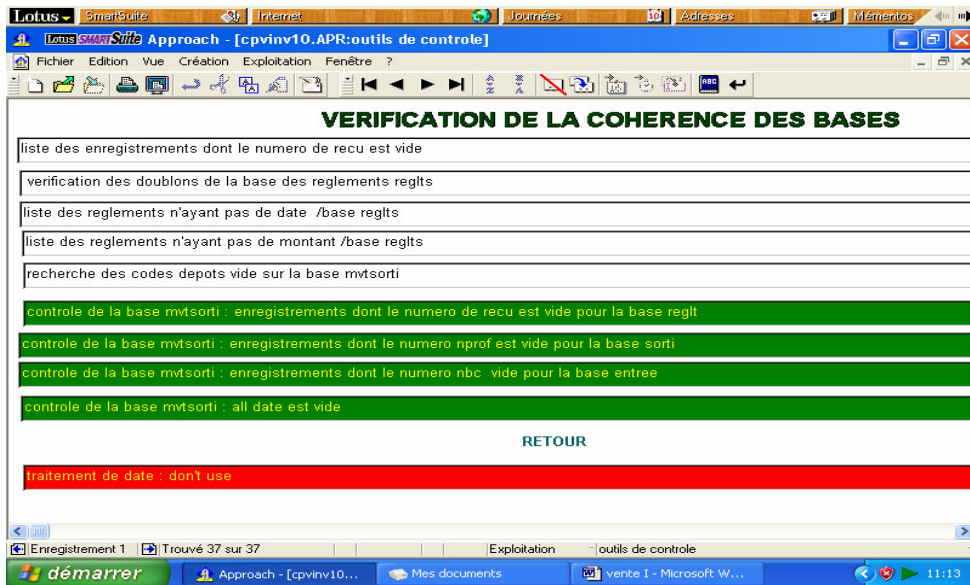 Lotus SmartSuite Internet Journées 10 Adresses Mémentos
Lotus SMARTSuite Approach - [cpvinv10.APR:outils de controle]
Fichier Edition Vue Création Exploitation Fenêtre ?
ABC
VERIFICATION DE LA COHERENCE DES BASES
liste des enregistrements dont le numero de recu est vide
verification des doublons de la base des reglements reglts
liste des reglements n'ayant pas de date /base reglts
liste des reglements n'ayant pas de montant /base reglts
recherche des codes depots vide sur la base mvtsorti
controle de la base mvtsorti : enregistrements dont le numero de recu est vide pour la base reglt
controle de la base mvtsorti : enregistrements dont le numero nprof est vide pour la base sorti
controle de la base mvtsorti : enregistrements dont le numero nbc vide pour la base entree
controle de la base mvtsorti : all date est vide
RETOUR
traitement de date : don't use
Enregistrement 1 Trouvé 37 sur 37 Exploitation outils de controle
démarrer Approach - [cpvinv10... Mes documents vente I - Microsoft W... 11:13